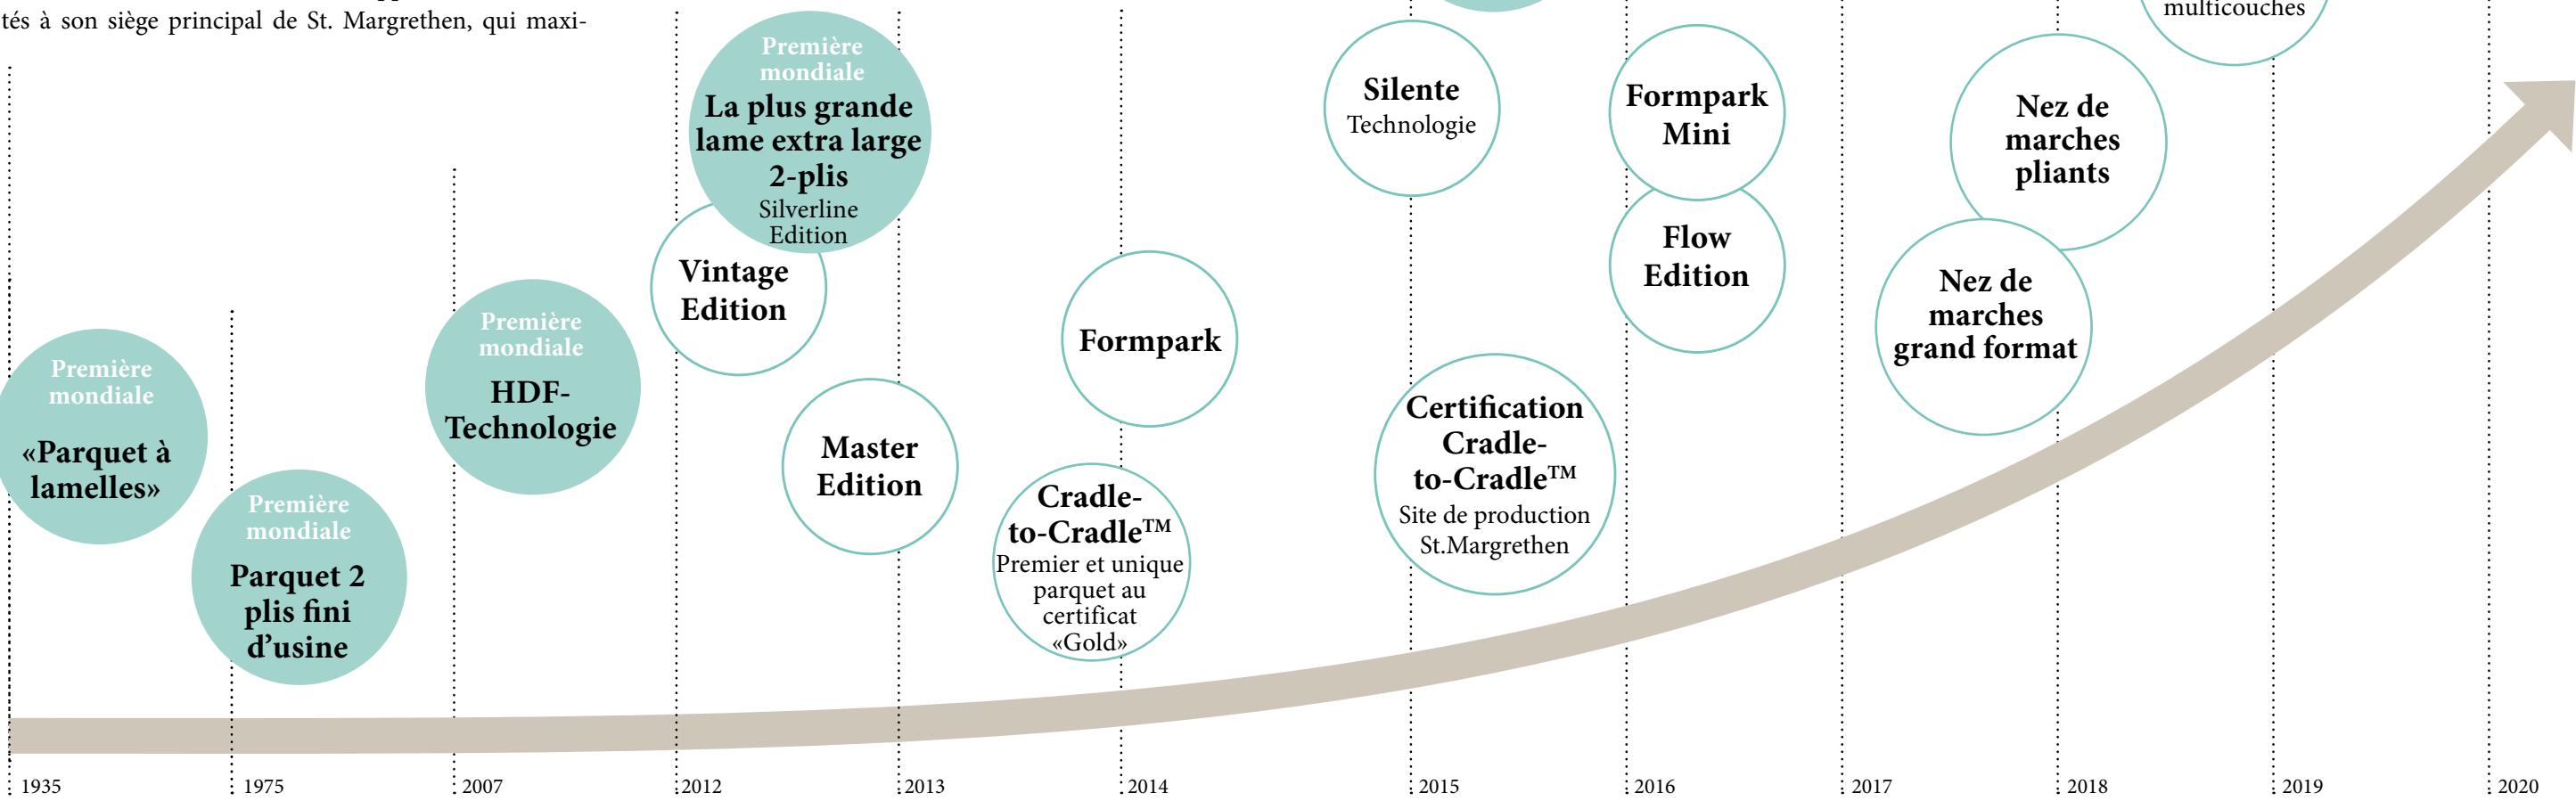 tés à son siège principal de St. Margrethen, qui maxi-
Première
mondiale
«Parquet à
lamelles»
Première
mondiale
Parquet 2
plis fini
d’usine
Première
mondiale
HDF-
Technologie
Première
mondiale
La plus grande
lame extra large
2-plis
Silverline
Edition
Vintage
Edition
Master
Edition
Formpark
Cradle-
to-Cradle™
Premier et unique
parquet au
certificat
«Gold»
Silente
Technologie
Certification
Cradle-
to-Cradle™
Site de production
St.Margrethen
Formpark
Mini
Flow
Edition
Nez de
marches
pliants
Nez de
marches
grand format
multicouches
1935
1975
2007
2012
2013
2014
2015
2016
2017
2018
2019
2020